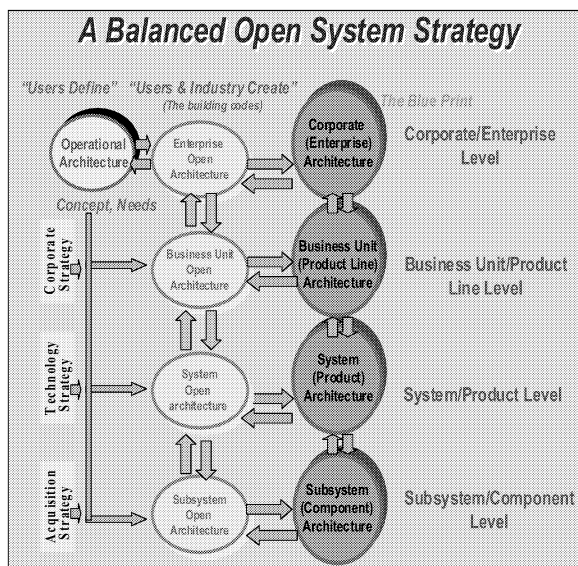 A Balanced Open System Strategy
“Users Define”
“Users & Industry Create”
(The building codes)
The Blue Print
Operational
Architecture
Enterprise
Open
Architecture
Corporate
(Enterprise)
Architecture
Corporate/Enterprise
Level
Concept, Needs
Corporate
Strategy
Business Unit
Open
Architecture
Business Unit
(Product Line)
Architecture
Business Unit/Product
Line Level
Technology
Strategy
System
Open
architecture
System
(Product)
Architecture
System/Product Level
Acquisition
Strategy
Subsystem
Open
Architecture
Subsystem
(Component)
Architecture
Subsystem/Component
Level